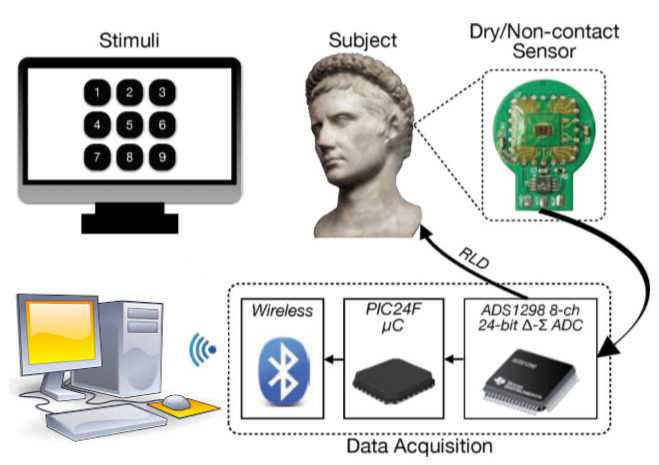 Stimuli
Subject
Dry/Non-contact
Sensor
1 2 3
4 5 6
7 8 9
RLD
Wireless
PIC24F
µC
ADS1298 8-ch
24-bit Δ-Σ ADC
Data Acquisition